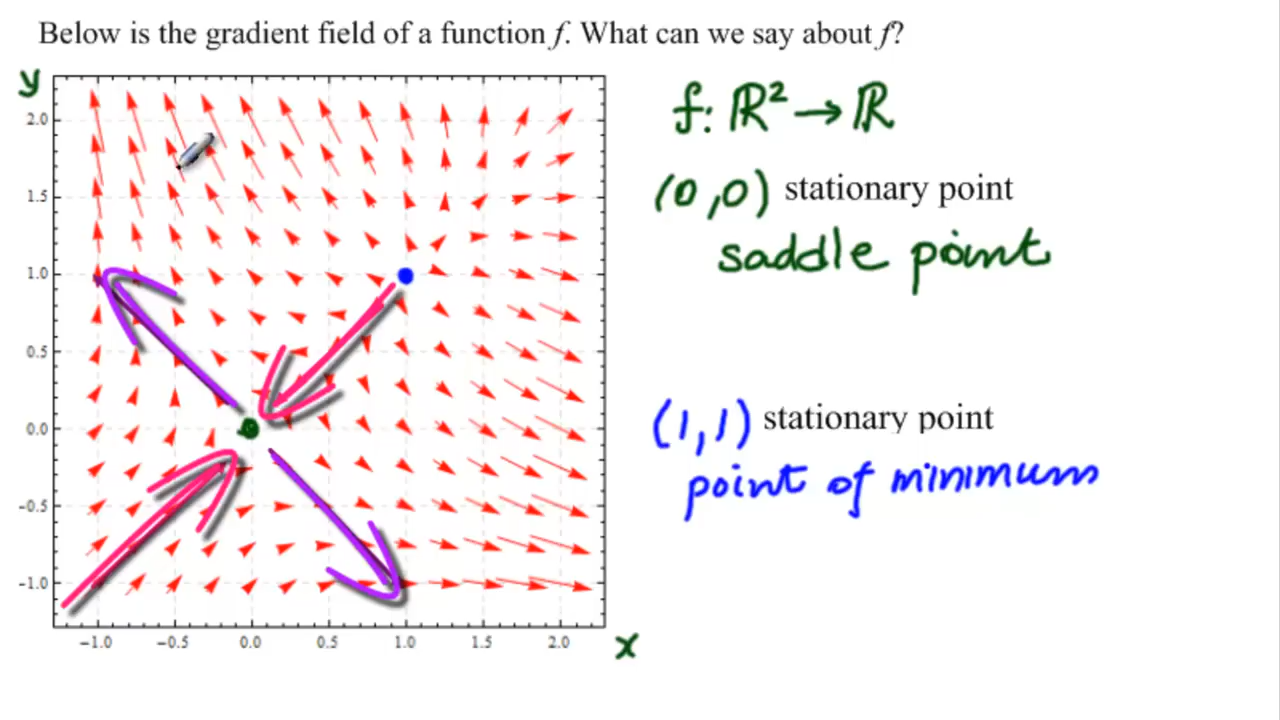 Below is the gradient field of a function f. What can we say about f?
y
2.0
1.5
1.0
0.5
0.0
-0.5
-1.0
-1.0 -0.5 0.0 0.5 1.0 1.5 2.0
x
f: ℝ² → ℝ
(0,0) stationary point
saddle point
(1,1) stationary point
point of minimum